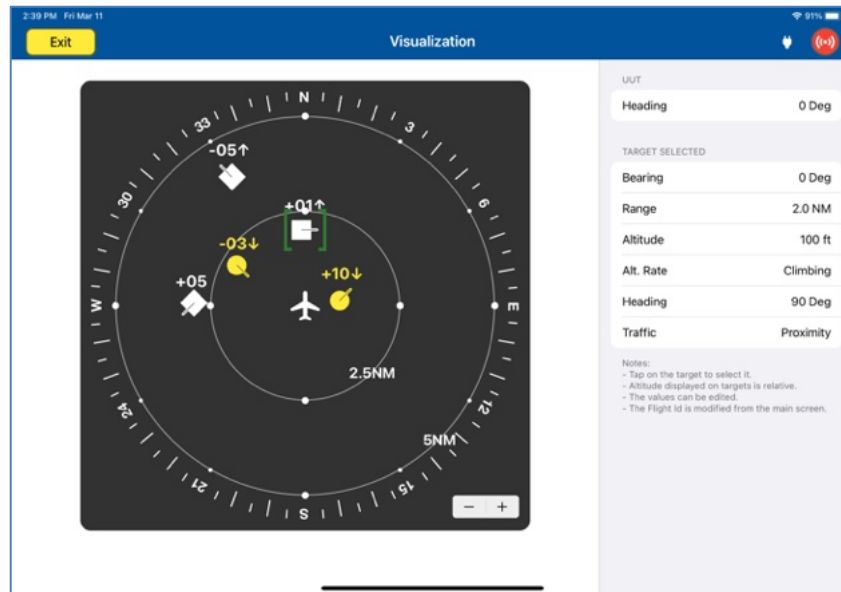 2:39 PM Fri Mar 11
91%
Exit
Visualization
N
3
6
E
12
15
S
21
24
W
30
33
-05↑
+01↑
-03↓
+10↓
+05
2.5NM
5NM
− +
UUT
Heading 0 Deg
TARGET SELECTED
Bearing 0 Deg
Range 2.0 NM
Altitude 100 ft
Alt. Rate Climbing
Heading 90 Deg
Traffic Proximity
Notes:
- Tap on the target to select it.
- Altitude displayed on targets is relative.
- The values can be edited.
- The Flight Id is modified from the main screen.